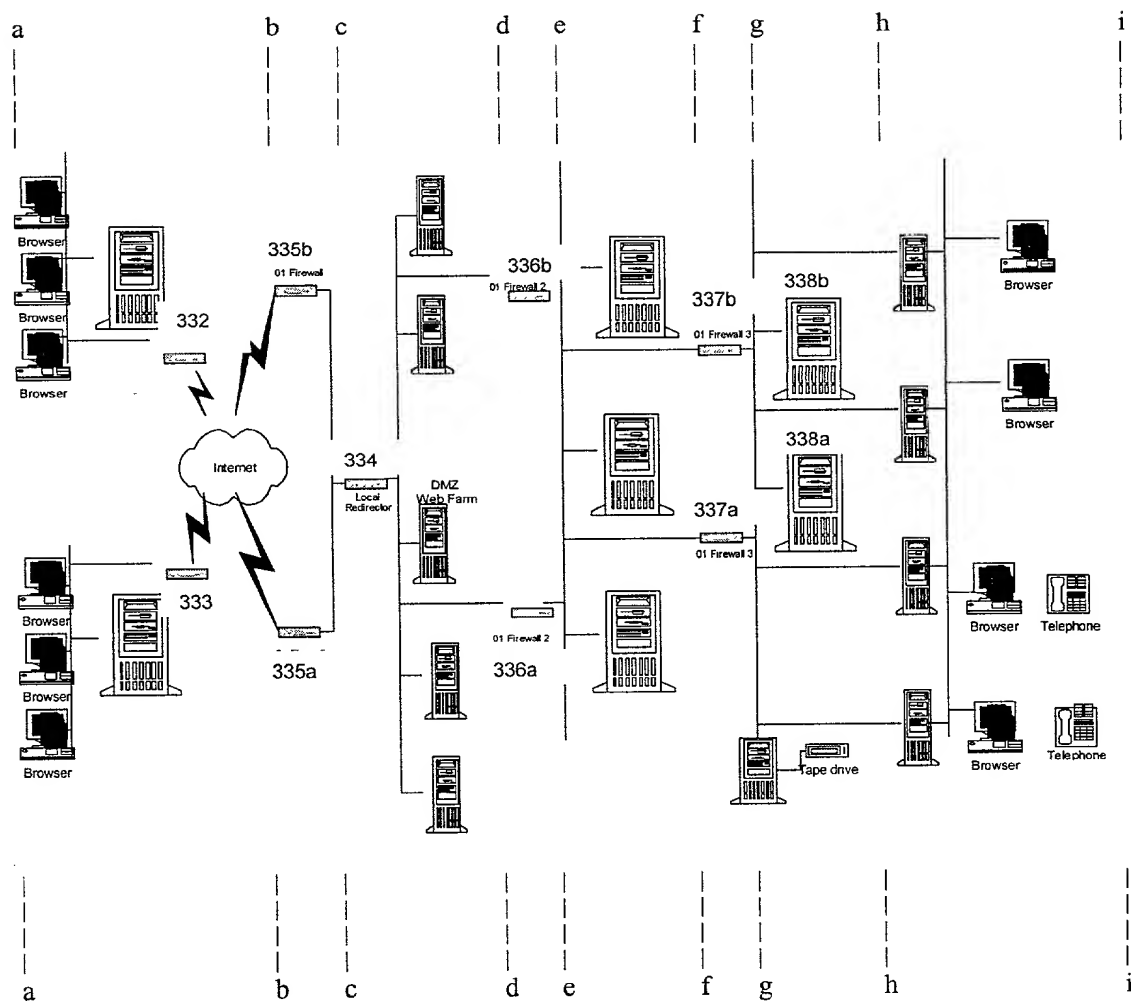 a
b
c
d
e
f
g
h
i
Browser
Browser
Browser
332
335b
01 Firewall
336b
01 Firewall 2
337b
01 Firewall 3
338b
Browser
Browser
Internet
334
Local
Redirector
DMZ
Web Farm
338a
337a
01 Firewall 3
333
335a
01 Firewall 2
336a
Browser
Browser
Browser
Browser
Telephone
Browser
Telephone
Tape drive
a
b
c
d
e
f
g
h
i